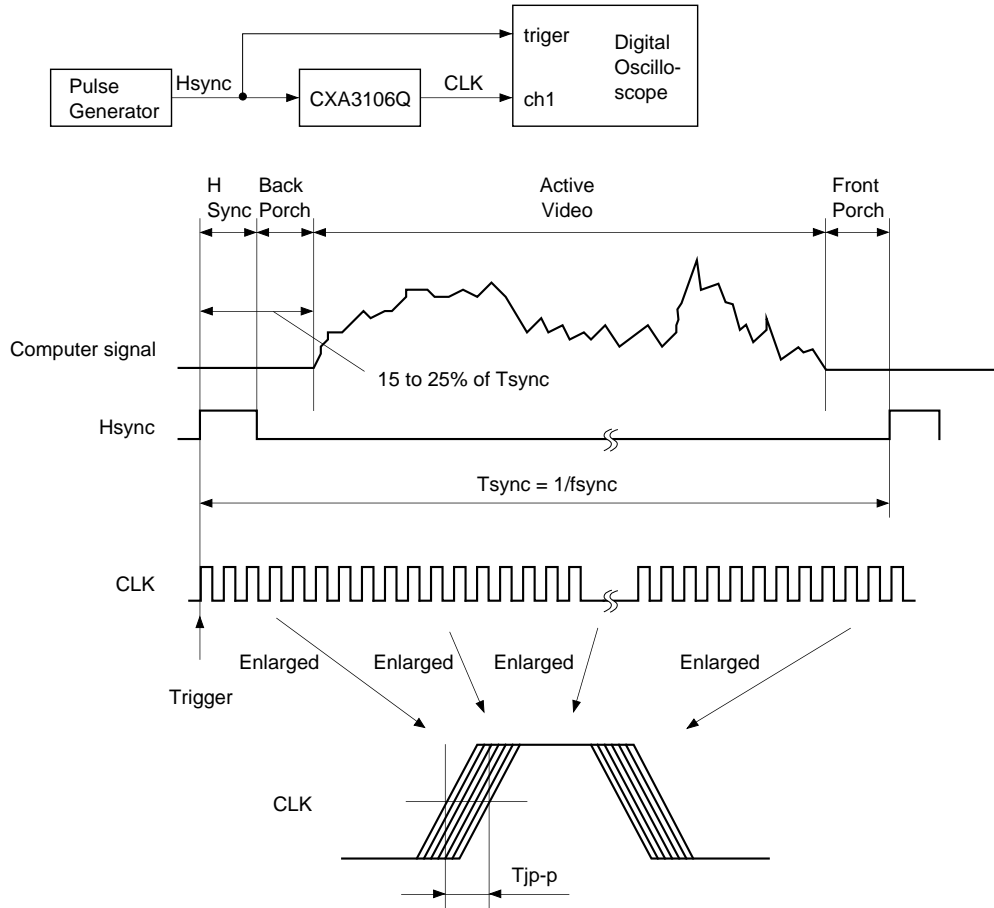 Pulse
Generator
Hsync
CXA3106Q
CLK
triger
ch1
Digital
Oscillo-
scope
H
Sync
Back
Porch
Active
Video
Front
Porch
Computer signal
15 to 25% of Tsync
Hsync
Tsync = 1/fsync
CLK
Trigger
Enlarged
Enlarged
Enlarged
Enlarged
CLK
Tjp-p